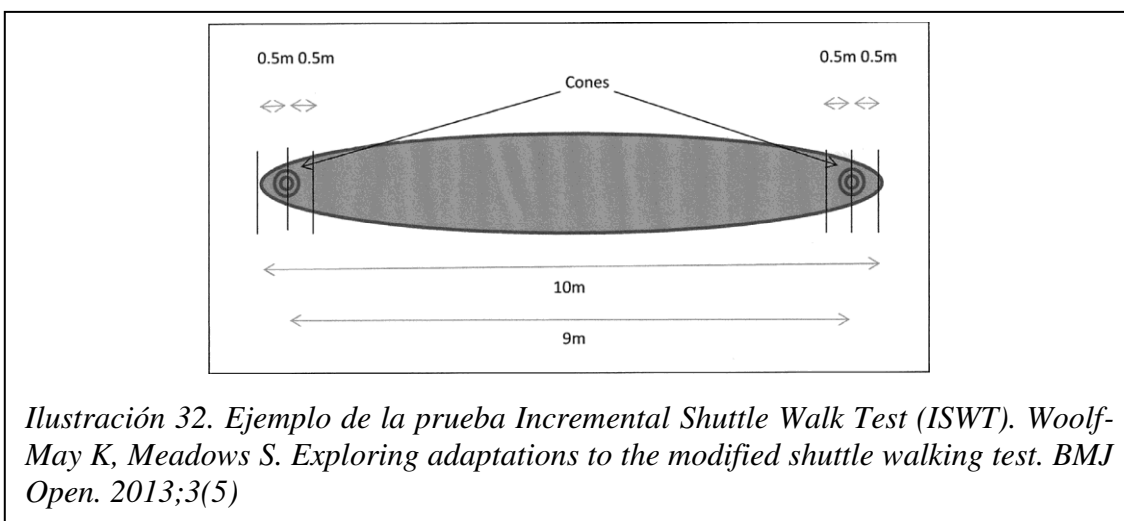 0.5m 0.5m 0.5m 0.5m
Cones
10m
9m
Ilustración 32. Ejemplo de la prueba Incremental Shuttle Walk Test (ISWT). Woolf-
May K, Meadows S. Exploring adaptations to the modified shuttle walking test. BMJ
Open. 2013;3(5)